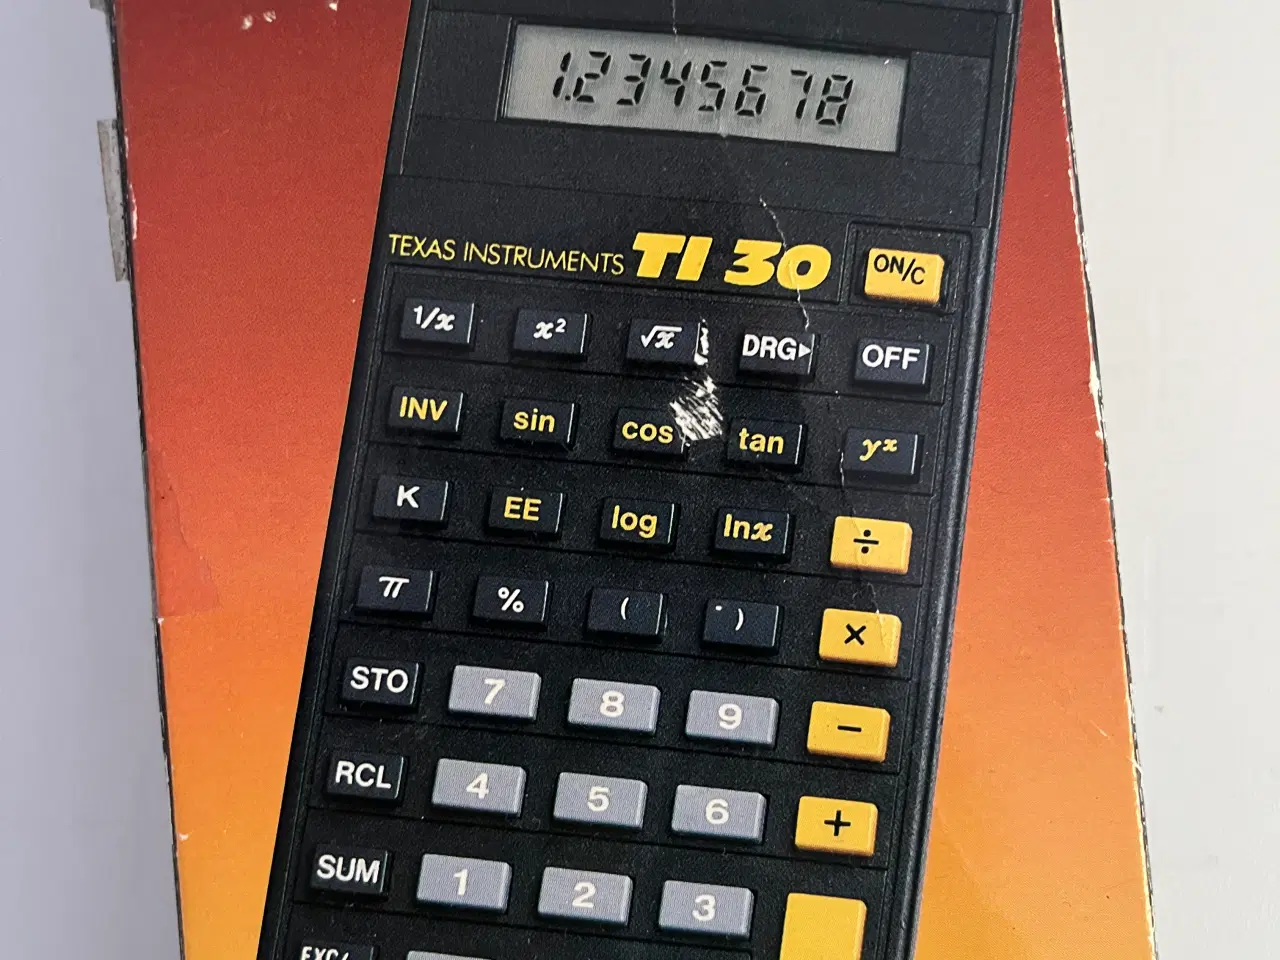 1.2345678
TEXAS INSTRUMENTS TI 30 ON/C
1/x x² √x DRG▸ OFF
INV sin cos tan yˣ
K EE log lnx ÷
π % ( ) ×
STO 7 8 9 −
RCL 4 5 6 +
SUM 1 2 3